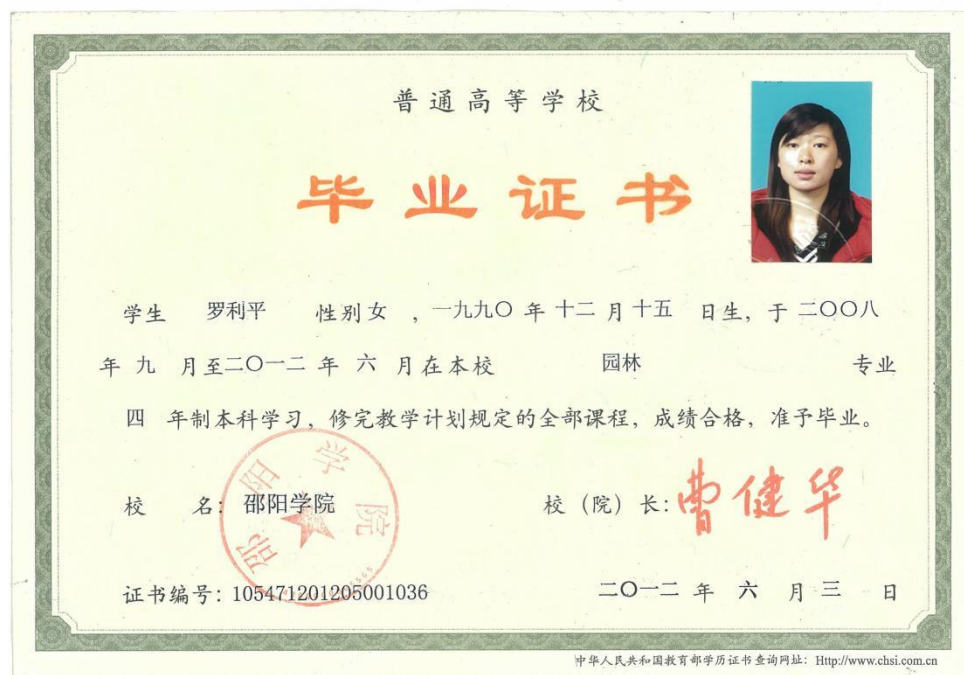 普通高等学校
毕业证书
学生 罗利平 性别 女 ，一九九〇 年 十二 月 十五 日生，于 二〇〇八
年 九 月至二〇一二 年 六 月在本校 园林 专业
四 年制本科学习，修完教学计划规定的全部课程，成绩合格，准予毕业。
校 名：邵阳学院 校（院）长：曹健华
邵阳学院
证书编号：105471201205001036 二〇一二 年 六 月 三 日
中华人民共和国教育部学历证书查询网址：Http://www.chsi.com.cn